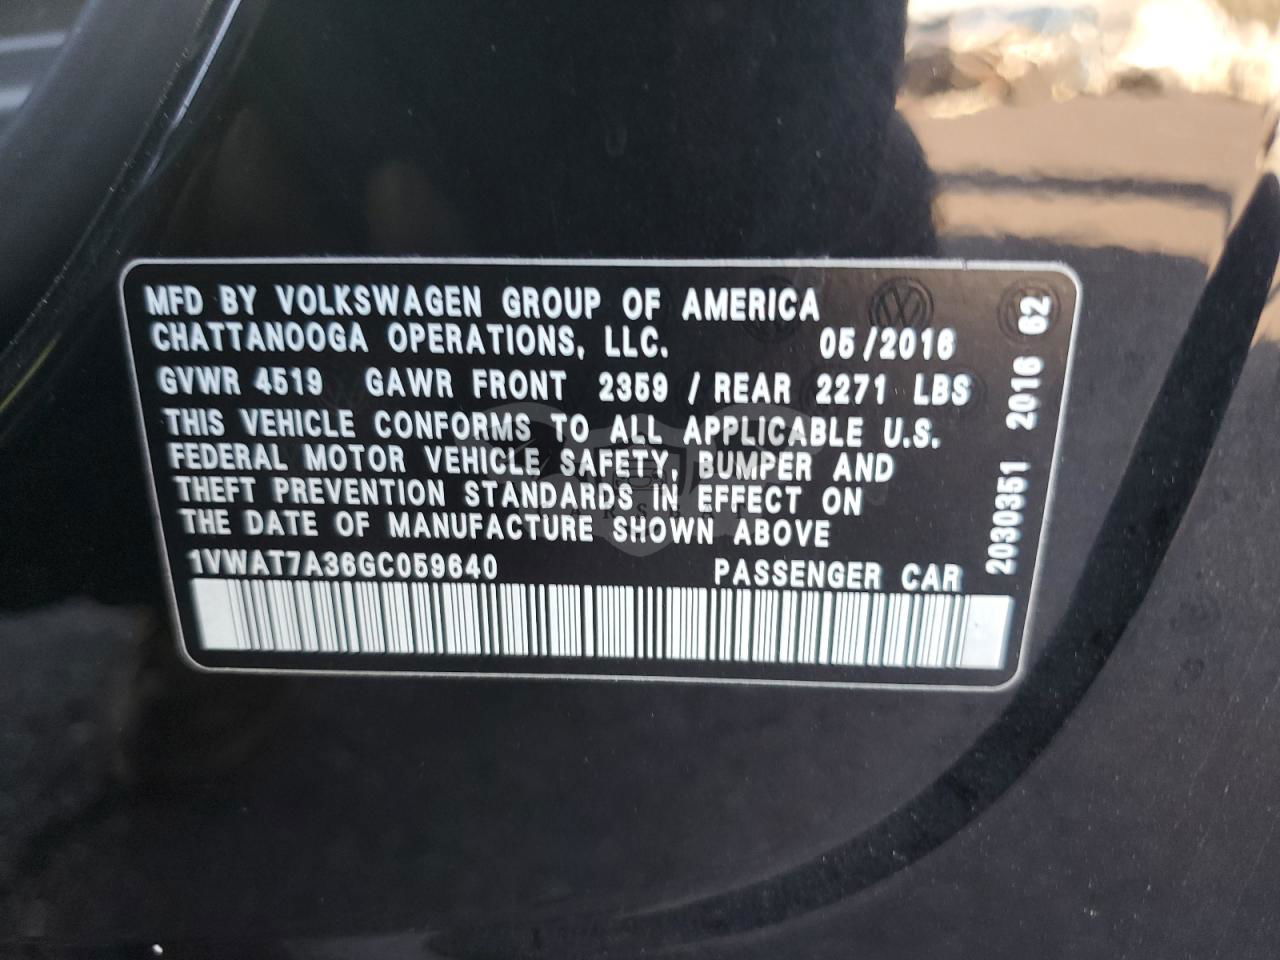 MFD BY VOLKSWAGEN GROUP OF AMERICA
CHATTANOOGA OPERATIONS, LLC. 05/2016
GVWR 4519 GAWR FRONT 2359 / REAR 2271 LBS
THIS VEHICLE CONFORMS TO ALL APPLICABLE U.S.
FEDERAL MOTOR VEHICLE SAFETY, BUMPER AND
THEFT PREVENTION STANDARDS IN EFFECT ON
THE DATE OF MANUFACTURE SHOWN ABOVE
1VWAT7A36GC059640 PASSENGER CAR
2030351 2016 62